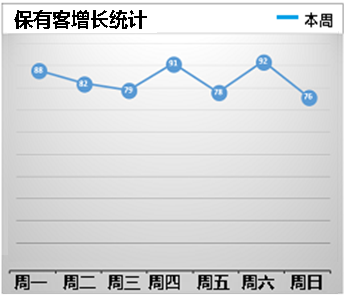 保有客增长统计 本周
88 82 79 91 78 92 76
周一 周二 周三 周四 周五 周六 周日